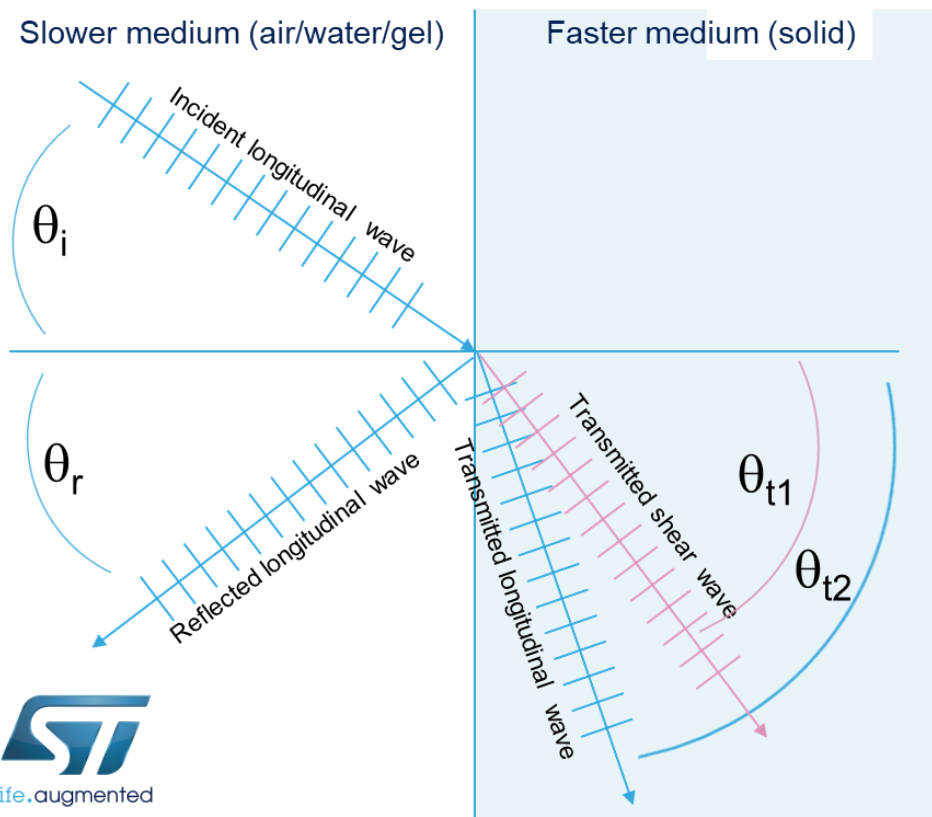 Slower medium (air/water/gel)
Faster medium (solid)
Incident longitudinal wave
θi
θr
Reflected longitudinal wave
Transmitted longitudinal wave
Transmitted shear wave
θt1
θt2
ST
life.augmented